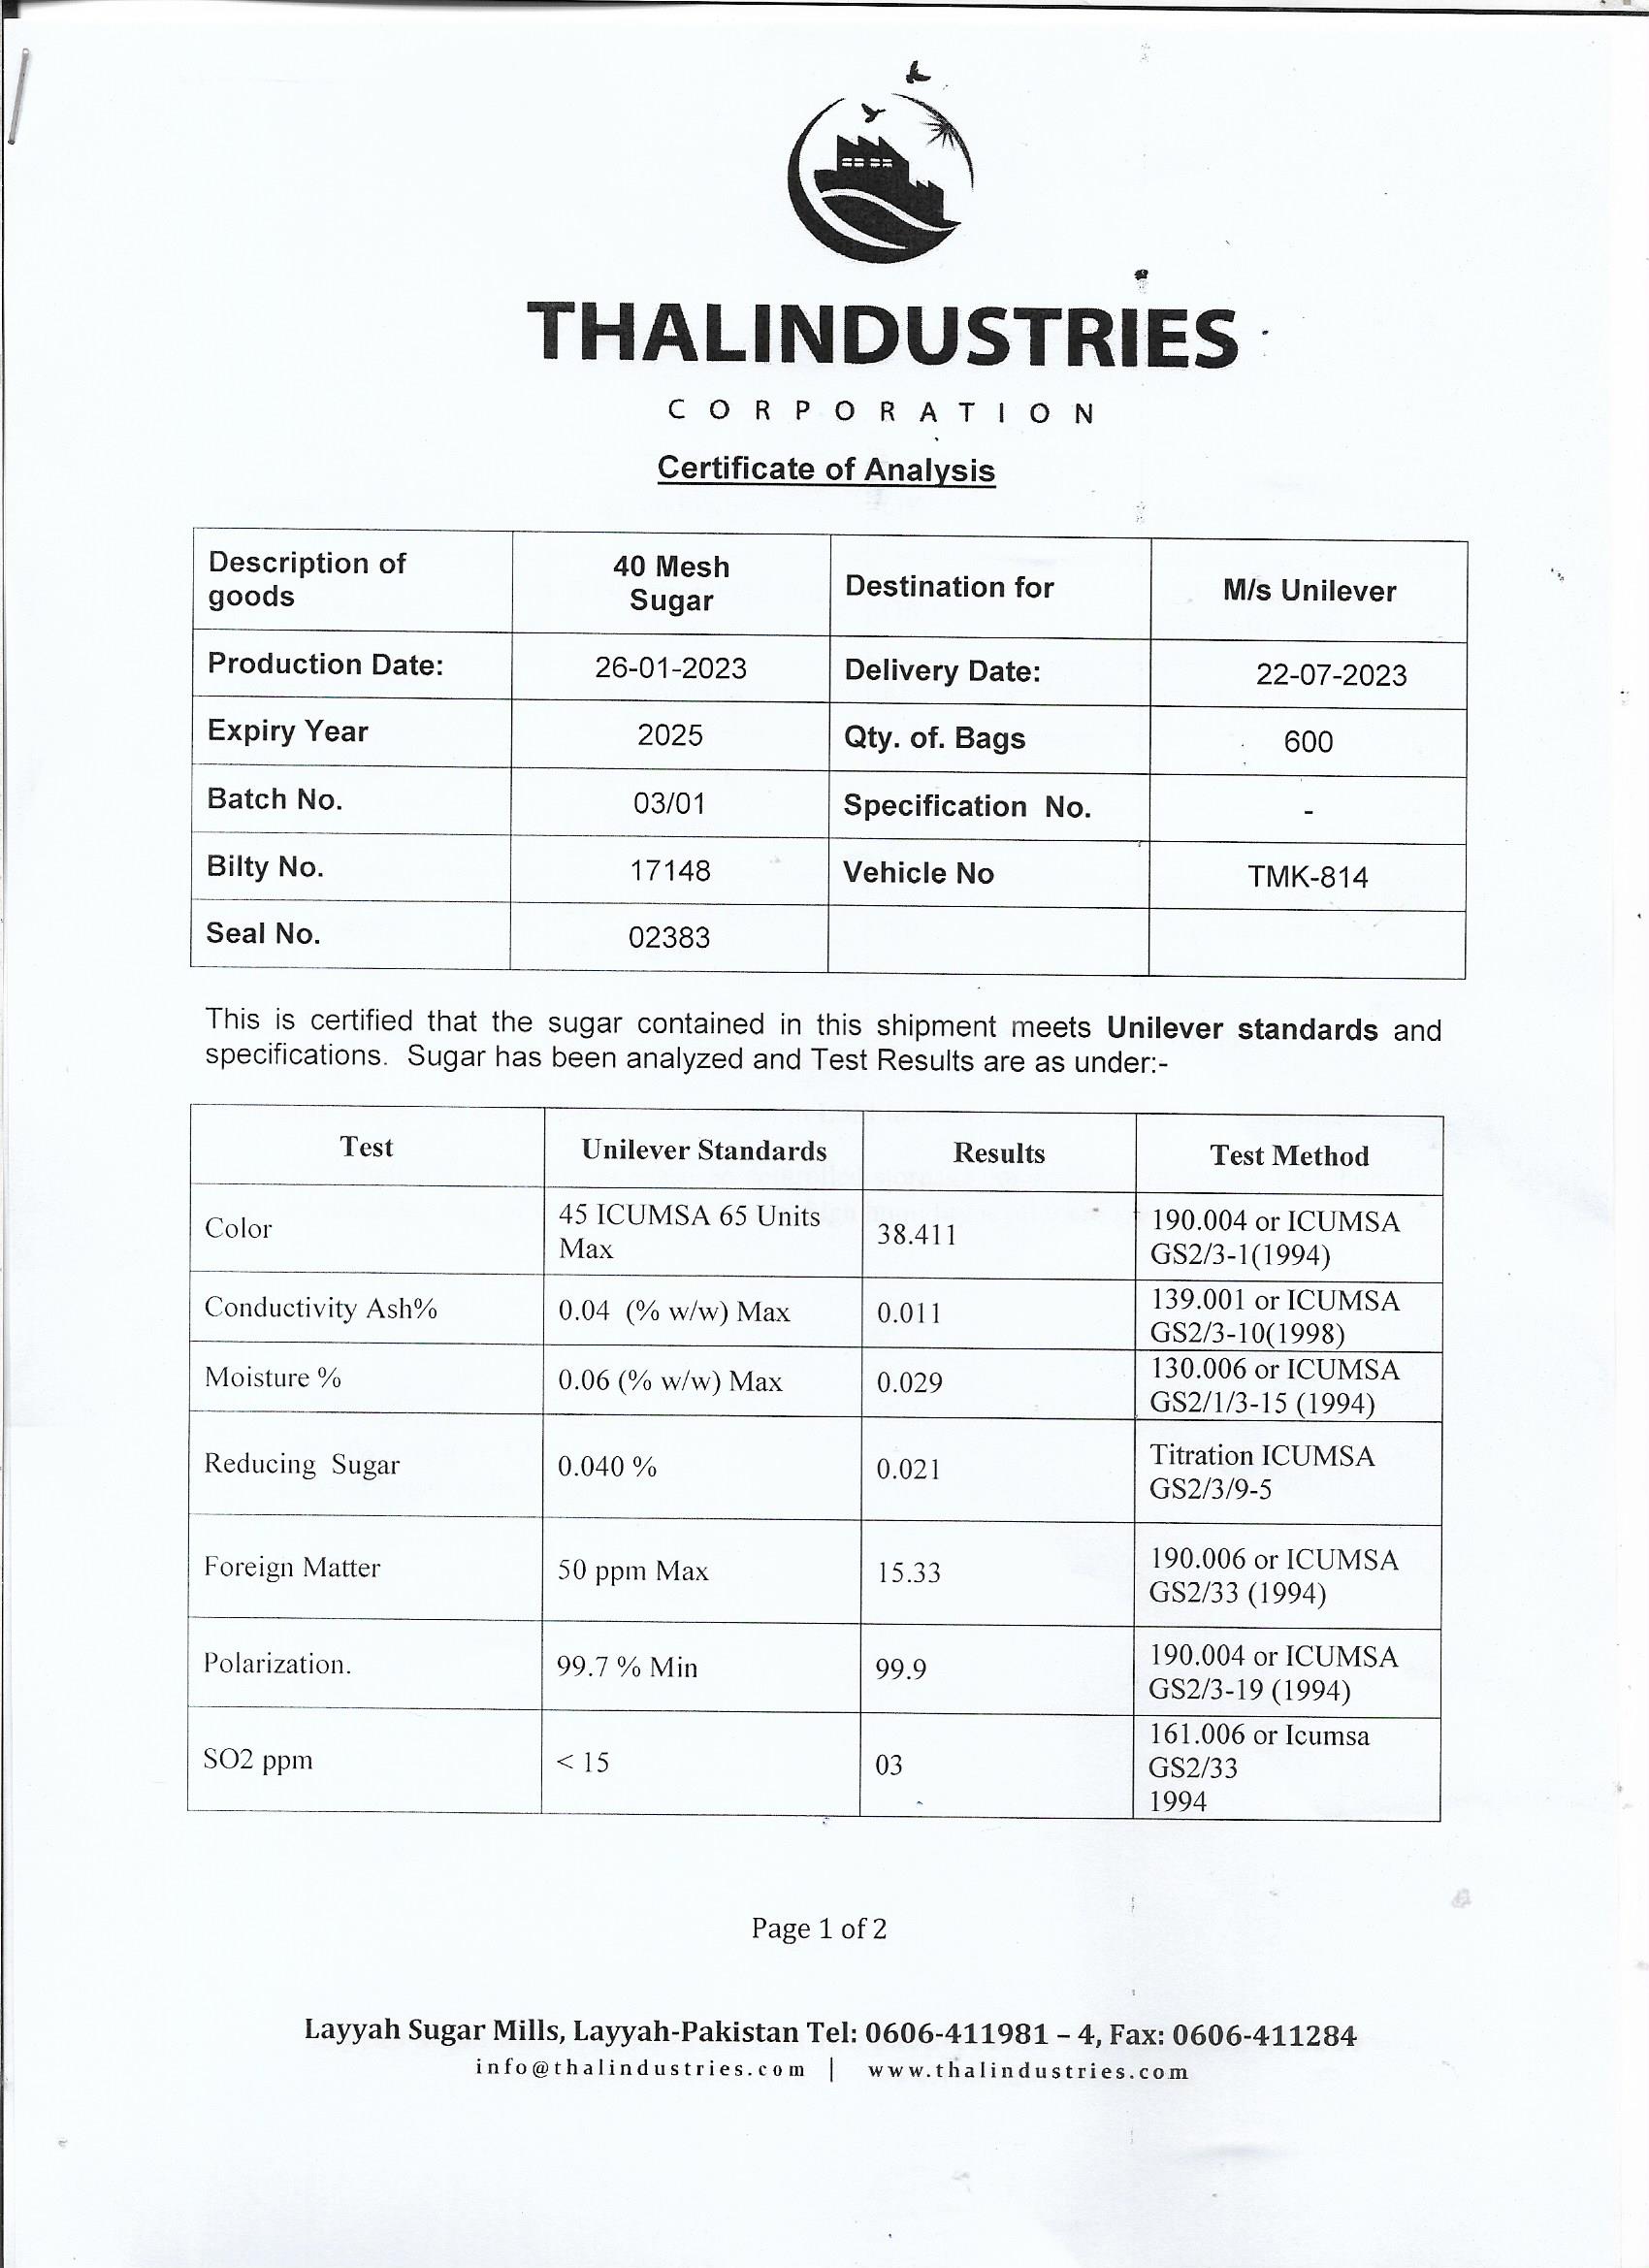 THALINDUSTRIES
CORPORATION
Certificate of Analysis
Description of goods 40 Mesh Sugar Destination for M/s Unilever
Production Date: 26-01-2023 Delivery Date: 22-07-2023
Expiry Year 2025 Qty. of. Bags 600
Batch No. 03/01 Specification No. -
Bilty No. 17148 Vehicle No TMK-814
Seal No. 02383
This is certified that the sugar contained in this shipment meets Unilever standards and
specifications. Sugar has been analyzed and Test Results are as under:-
Test Unilever Standards Results Test Method
Color 45 ICUMSA 65 Units Max 38.411 190.004 or ICUMSA GS2/3-1(1994)
Conductivity Ash% 0.04 (% w/w) Max 0.011 139.001 or ICUMSA GS2/3-10(1998)
Moisture % 0.06 (% w/w) Max 0.029 130.006 or ICUMSA GS2/1/3-15 (1994)
Reducing Sugar 0.040 % 0.021 Titration ICUMSA GS2/3/9-5
Foreign Matter 50 ppm Max 15.33 190.006 or ICUMSA GS2/33 (1994)
Polarization. 99.7 % Min 99.9 190.004 or ICUMSA GS2/3-19 (1994)
SO2 ppm < 15 03 161.006 or Icumsa GS2/33 1994
Page 1 of 2
Layyah Sugar Mills, Layyah-Pakistan Tel: 0606-411981 – 4, Fax: 0606-411284
info@thalindustries.com | www.thalindustries.com